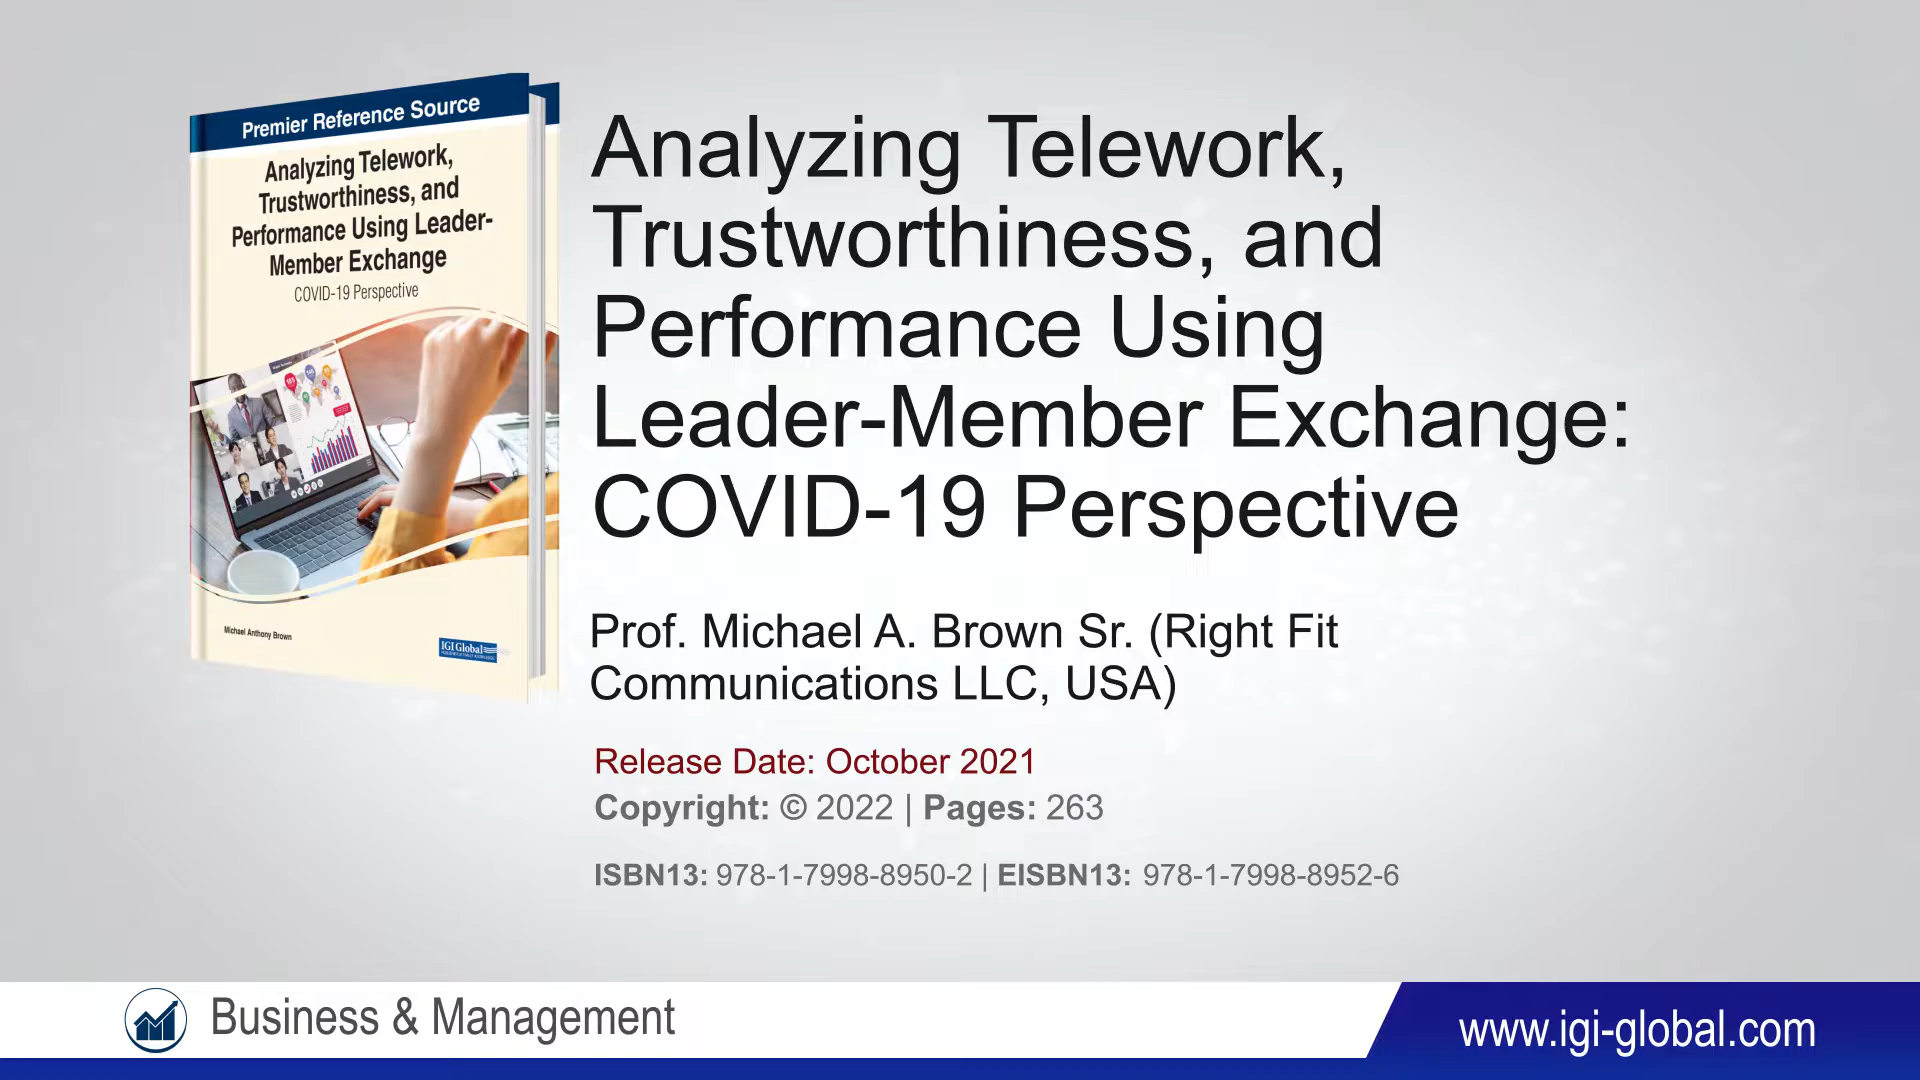 Premier Reference Source
Analyzing Telework,
Trustworthiness, and
Performance Using Leader-
Member Exchange
COVID-19 Perspective
Michael Anthony Brown
IGI Global
Analyzing Telework,
Trustworthiness, and
Performance Using
Leader-Member Exchange:
COVID-19 Perspective
Prof. Michael A. Brown Sr. (Right Fit
Communications LLC, USA)
Release Date: October 2021
Copyright: © 2022 | Pages: 263
ISBN13: 978-1-7998-8950-2 | EISBN13: 978-1-7998-8952-6
Business & Management
www.igi-global.com